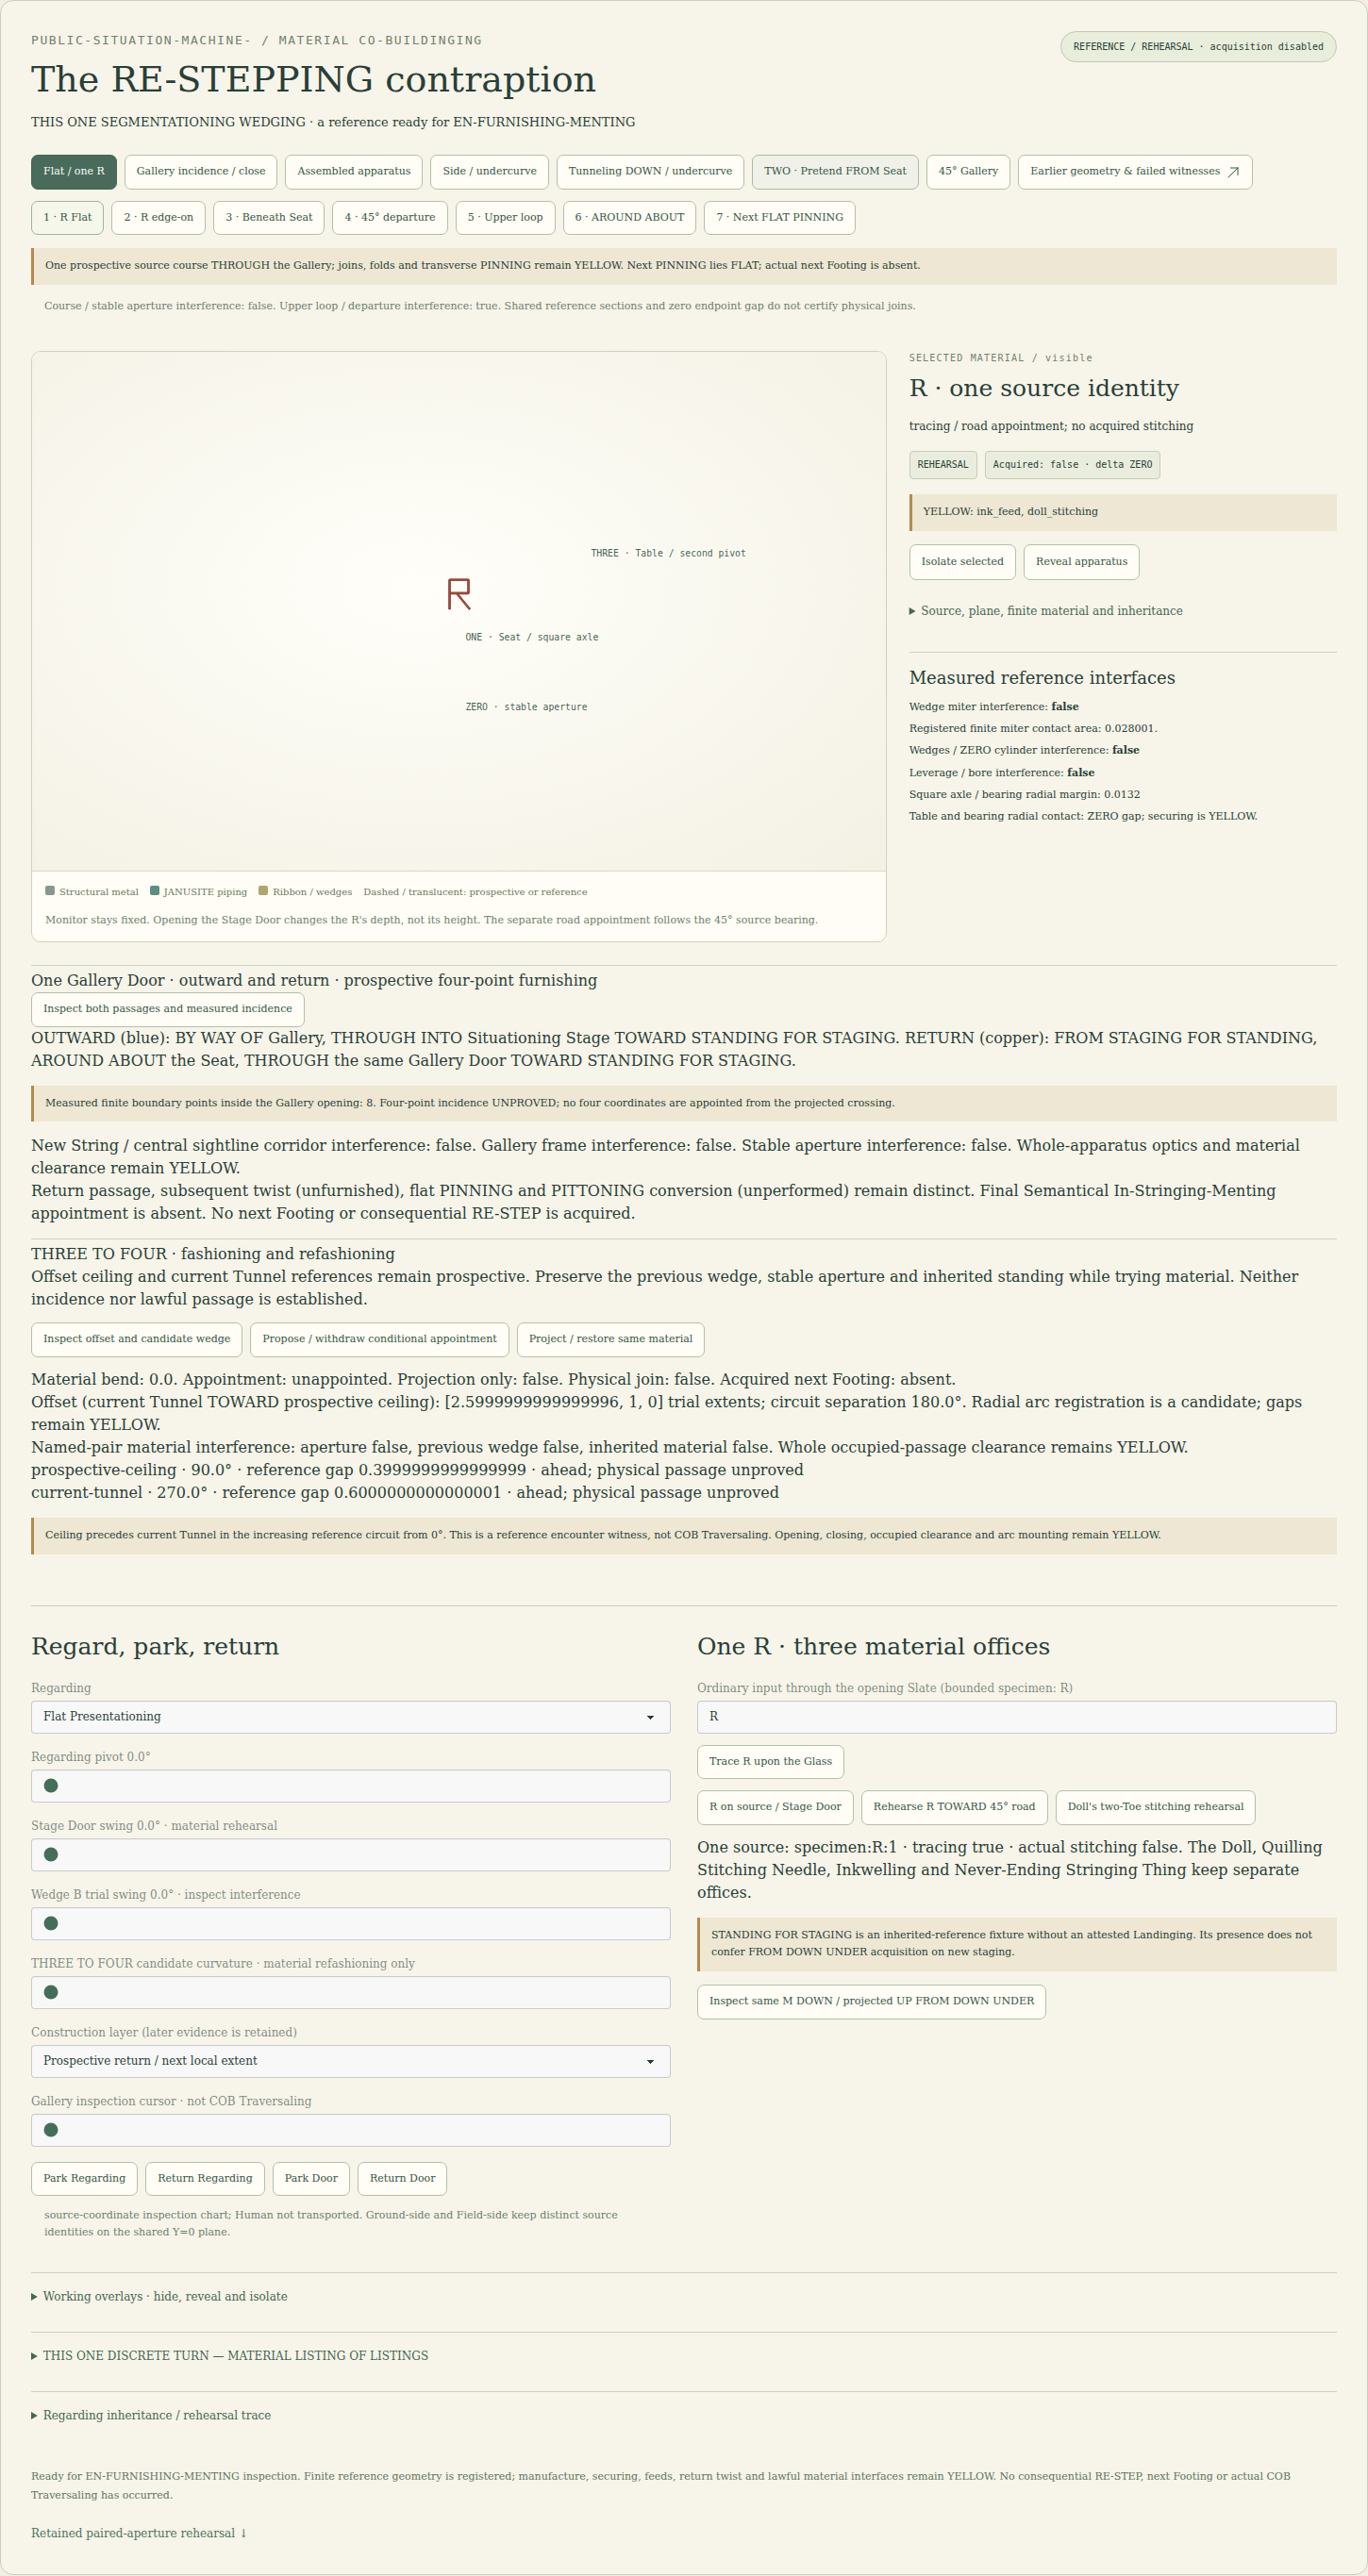 PUBLIC-SITUATION-MACHINE- / MATERIAL CO-BUILDINGING
REFERENCE / REHEARSAL · acquisition disabled
The RE-STEPPING contraption
THIS ONE SEGMENTATIONING WEDGING · a reference ready for EN-FURNISHING-MENTING
Flat / one R
Gallery incidence / close
Assembled apparatus
Side / undercurve
Tunneling DOWN / undercurve
TWO · Pretend FROM Seat
45° Gallery
Earlier geometry & failed witnesses
1 · R Flat
2 · R edge-on
3 · Beneath Seat
4 · 45° departure
5 · Upper loop
6 · AROUND ABOUT
7 · Next FLAT PINNING
One prospective source course THROUGH the Gallery; joins, folds and transverse PINNING remain YELLOW. Next PINNING lies FLAT; actual next Footing is absent.
Course / stable aperture interference: false. Upper loop / departure interference: true. Shared reference sections and zero endpoint gap do not certify physical joins.
THREE · Table / second pivot
R
ONE · Seat / square axle
ZERO · stable aperture
Structural metal
JANUSITE piping
Ribbon / wedges
Dashed / translucent: prospective or reference
Monitor stays fixed. Opening the Stage Door changes the R's depth, not its height. The separate road appointment follows the 45° source bearing.
SELECTED MATERIAL / visible
R · one source identity
tracing / road appointment; no acquired stitching
REHEARSAL
Acquired: false · delta ZERO
YELLOW: ink_feed, doll_stitching
Isolate selected
Reveal apparatus
Source, plane, finite material and inheritance
Measured reference interfaces
Wedge miter interference: false
Registered finite miter contact area: 0.028001.
Wedges / ZERO cylinder interference: false
Leverage / bore interference: false
Square axle / bearing radial margin: 0.0132
Table and bearing radial contact: ZERO gap; securing is YELLOW.
One Gallery Door · outward and return · prospective four-point furnishing
Inspect both passages and measured incidence
OUTWARD (blue): BY WAY OF Gallery, THROUGH INTO Situationing Stage TOWARD STANDING FOR STAGING. RETURN (copper): FROM STAGING FOR STANDING,
AROUND ABOUT the Seat, THROUGH the same Gallery Door TOWARD STANDING FOR STAGING.
Measured finite boundary points inside the Gallery opening: 8. Four-point incidence UNPROVED; no four coordinates are appointed from the projected crossing.
New String / central sightline corridor interference: false. Gallery frame interference: false. Stable aperture interference: false. Whole-apparatus optics and material
clearance remain YELLOW.
Return passage, subsequent twist (unfurnished), flat PINNING and PITTONING conversion (unperformed) remain distinct. Final Semantical In-Stringing-Menting
appointment is absent. No next Footing or consequential RE-STEP is acquired.
THREE TO FOUR · fashioning and refashioning
Offset ceiling and current Tunnel references remain prospective. Preserve the previous wedge, stable aperture and inherited standing while trying material. Neither
incidence nor lawful passage is established.
Inspect offset and candidate wedge
Propose / withdraw conditional appointment
Project / restore same material
Material bend: 0.0. Appointment: unappointed. Projection only: false. Physical join: false. Acquired next Footing: absent.
Offset (current Tunnel TOWARD prospective ceiling): [2.5999999999999996, 1, 0] trial extents; circuit separation 180.0°. Radial arc registration is a candidate; gaps
remain YELLOW.
Named-pair material interference: aperture false, previous wedge false, inherited material false. Whole occupied-passage clearance remains YELLOW.
prospective-ceiling · 90.0° · reference gap 0.3999999999999999 · ahead; physical passage unproved
current-tunnel · 270.0° · reference gap 0.6000000000000001 · ahead; physical passage unproved
Ceiling precedes current Tunnel in the increasing reference circuit from 0°. This is a reference encounter witness, not COB Traversaling. Opening, closing, occupied clearance and arc mounting remain YELLOW.
Regard, park, return
Regarding
Flat Presentationing
Regarding pivot 0.0°
Stage Door swing 0.0° · material rehearsal
Wedge B trial swing 0.0° · inspect interference
THREE TO FOUR candidate curvature · material refashioning only
Construction layer (later evidence is retained)
Prospective return / next local extent
Gallery inspection cursor · not COB Traversaling
Park Regarding
Return Regarding
Park Door
Return Door
source-coordinate inspection chart; Human not transported. Ground-side and Field-side keep distinct source
identities on the shared Y=0 plane.
One R · three material offices
Ordinary input through the opening Slate (bounded specimen: R)
R
Trace R upon the Glass
R on source / Stage Door
Rehearse R TOWARD 45° road
Doll's two-Toe stitching rehearsal
One source: specimen:R:1 · tracing true · actual stitching false. The Doll, Quilling
Stitching Needle, Inkwelling and Never-Ending Stringing Thing keep separate
offices.
STANDING FOR STAGING is an inherited-reference fixture without an attested Landinging. Its presence does not
confer FROM DOWN UNDER acquisition on new staging.
Inspect same M DOWN / projected UP FROM DOWN UNDER
Working overlays · hide, reveal and isolate
THIS ONE DISCRETE TURN — MATERIAL LISTING OF LISTINGS
Regarding inheritance / rehearsal trace
Ready for EN-FURNISHING-MENTING inspection. Finite reference geometry is registered; manufacture, securing, feeds, return twist and lawful material interfaces remain YELLOW. No consequential RE-STEP, next Footing or actual COB
Traversaling has occurred.
Retained paired-aperture rehearsal ↓